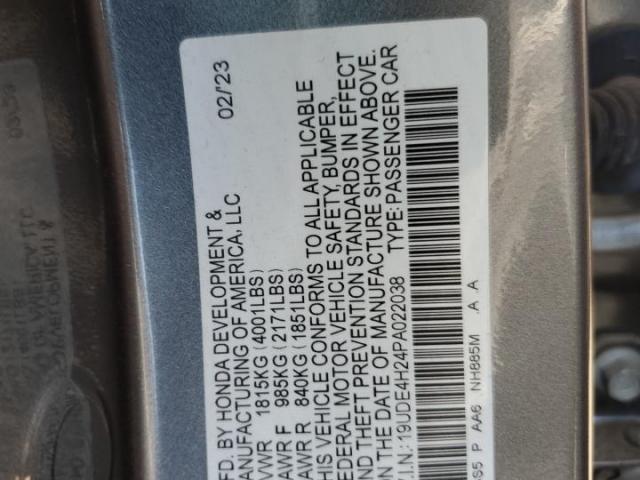 FD. BY HONDA DEVELOPMENT & 02/23
ANUFACTURING OF AMERICA, LLC
VWR 1815KG (4001LBS)
AWR F 985KG (2171LBS)
AWR R 840KG (1851LBS)
HIS VEHICLE CONFORMS TO ALL APPLICABLE
EDERAL MOTOR VEHICLE SAFETY, BUMPER,
ND THEFT PREVENTION STANDARDS IN EFFECT
N THE DATE OF MANUFACTURE SHOWN ABOVE.
.I.N.: 19UDE4H24PA022038 TYPE: PASSENGER CAR
S5 P AA6 NH885M A A